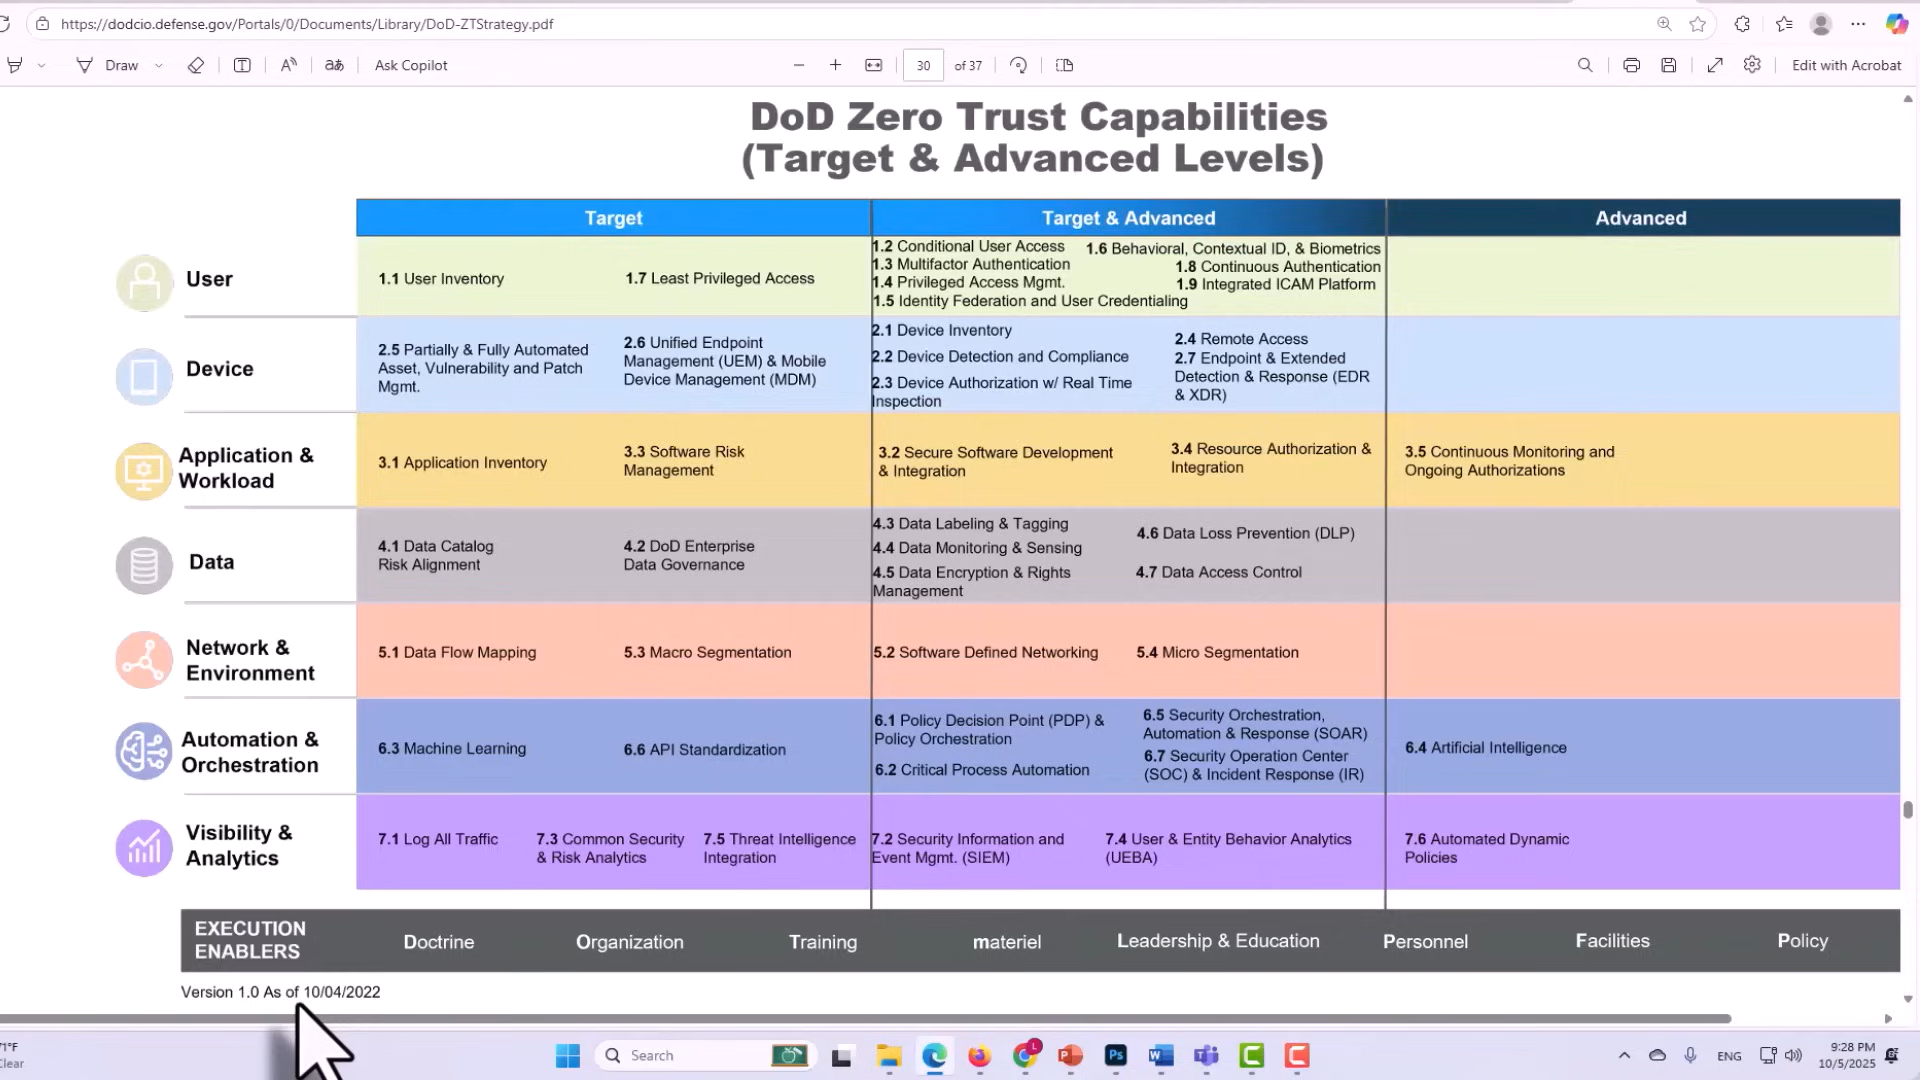 https://dodcio.defense.gov/Portals/0/Documents/Library/DoD-ZTStrategy.pdf
Draw
Ask Copilot
30 of 37
Edit with Acrobat
DoD Zero Trust Capabilities
(Target & Advanced Levels)
Target
Target & Advanced
Advanced
User
1.1 User Inventory
1.7 Least Privileged Access
1.2 Conditional User Access
1.3 Multifactor Authentication
1.4 Privileged Access Mgmt.
1.5 Identity Federation and User Credentialing
1.6 Behavioral, Contextual ID, & Biometrics
1.8 Continuous Authentication
1.9 Integrated ICAM Platform
Device
2.5 Partially & Fully Automated
Asset, Vulnerability and Patch
Mgmt.
2.6 Unified Endpoint
Management (UEM) & Mobile
Device Management (MDM)
2.1 Device Inventory
2.2 Device Detection and Compliance
2.3 Device Authorization w/ Real Time
Inspection
2.4 Remote Access
2.7 Endpoint & Extended
Detection & Response (EDR
& XDR)
Application &
Workload
3.1 Application Inventory
3.3 Software Risk
Management
3.2 Secure Software Development
& Integration
3.4 Resource Authorization &
Integration
3.5 Continuous Monitoring and
Ongoing Authorizations
Data
4.1 Data Catalog
Risk Alignment
4.2 DoD Enterprise
Data Governance
4.3 Data Labeling & Tagging
4.4 Data Monitoring & Sensing
4.5 Data Encryption & Rights
Management
4.6 Data Loss Prevention (DLP)
4.7 Data Access Control
Network &
Environment
5.1 Data Flow Mapping
5.3 Macro Segmentation
5.2 Software Defined Networking
5.4 Micro Segmentation
Automation &
Orchestration
6.3 Machine Learning
6.6 API Standardization
6.1 Policy Decision Point (PDP) &
Policy Orchestration
6.2 Critical Process Automation
6.5 Security Orchestration,
Automation & Response (SOAR)
6.7 Security Operation Center
(SOC) & Incident Response (IR)
6.4 Artificial Intelligence
Visibility &
Analytics
7.1 Log All Traffic
7.3 Common Security
& Risk Analytics
7.5 Threat Intelligence
Integration
7.2 Security Information and
Event Mgmt. (SIEM)
7.4 User & Entity Behavior Analytics
(UEBA)
7.6 Automated Dynamic
Policies
EXECUTION
ENABLERS
Doctrine
Organization
Training
materiel
Leadership & Education
Personnel
Facilities
Policy
Version 1.0 As of 10/04/2022
1°F
Clear
Search
L
Ps
ENG
9:28 PM
10/5/2025